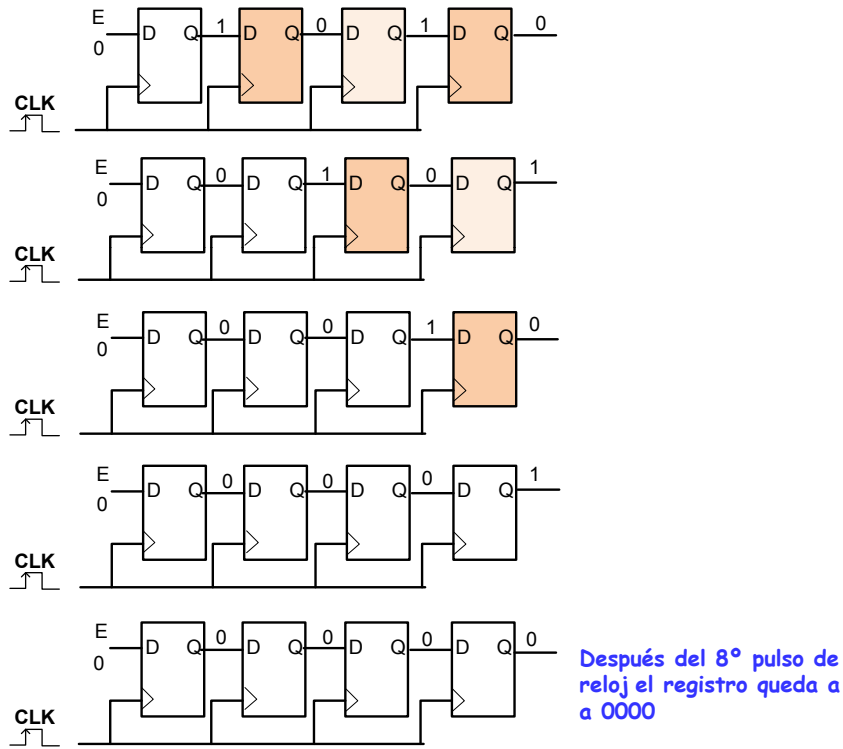 E
0 D Q 1 D Q 0 D Q 1 D Q 0
CLK
E
0 D Q 0 D Q 1 D Q 0 D Q 1
CLK
E
0 D Q 0 D Q 0 D Q 1 D Q 0
CLK
E
0 D Q 0 D Q 0 D Q 0 D Q 1
CLK
E
0 D Q 0 D Q 0 D Q 0 D Q 0
CLK
Después del 8º pulso de
reloj el registro queda a
a 0000